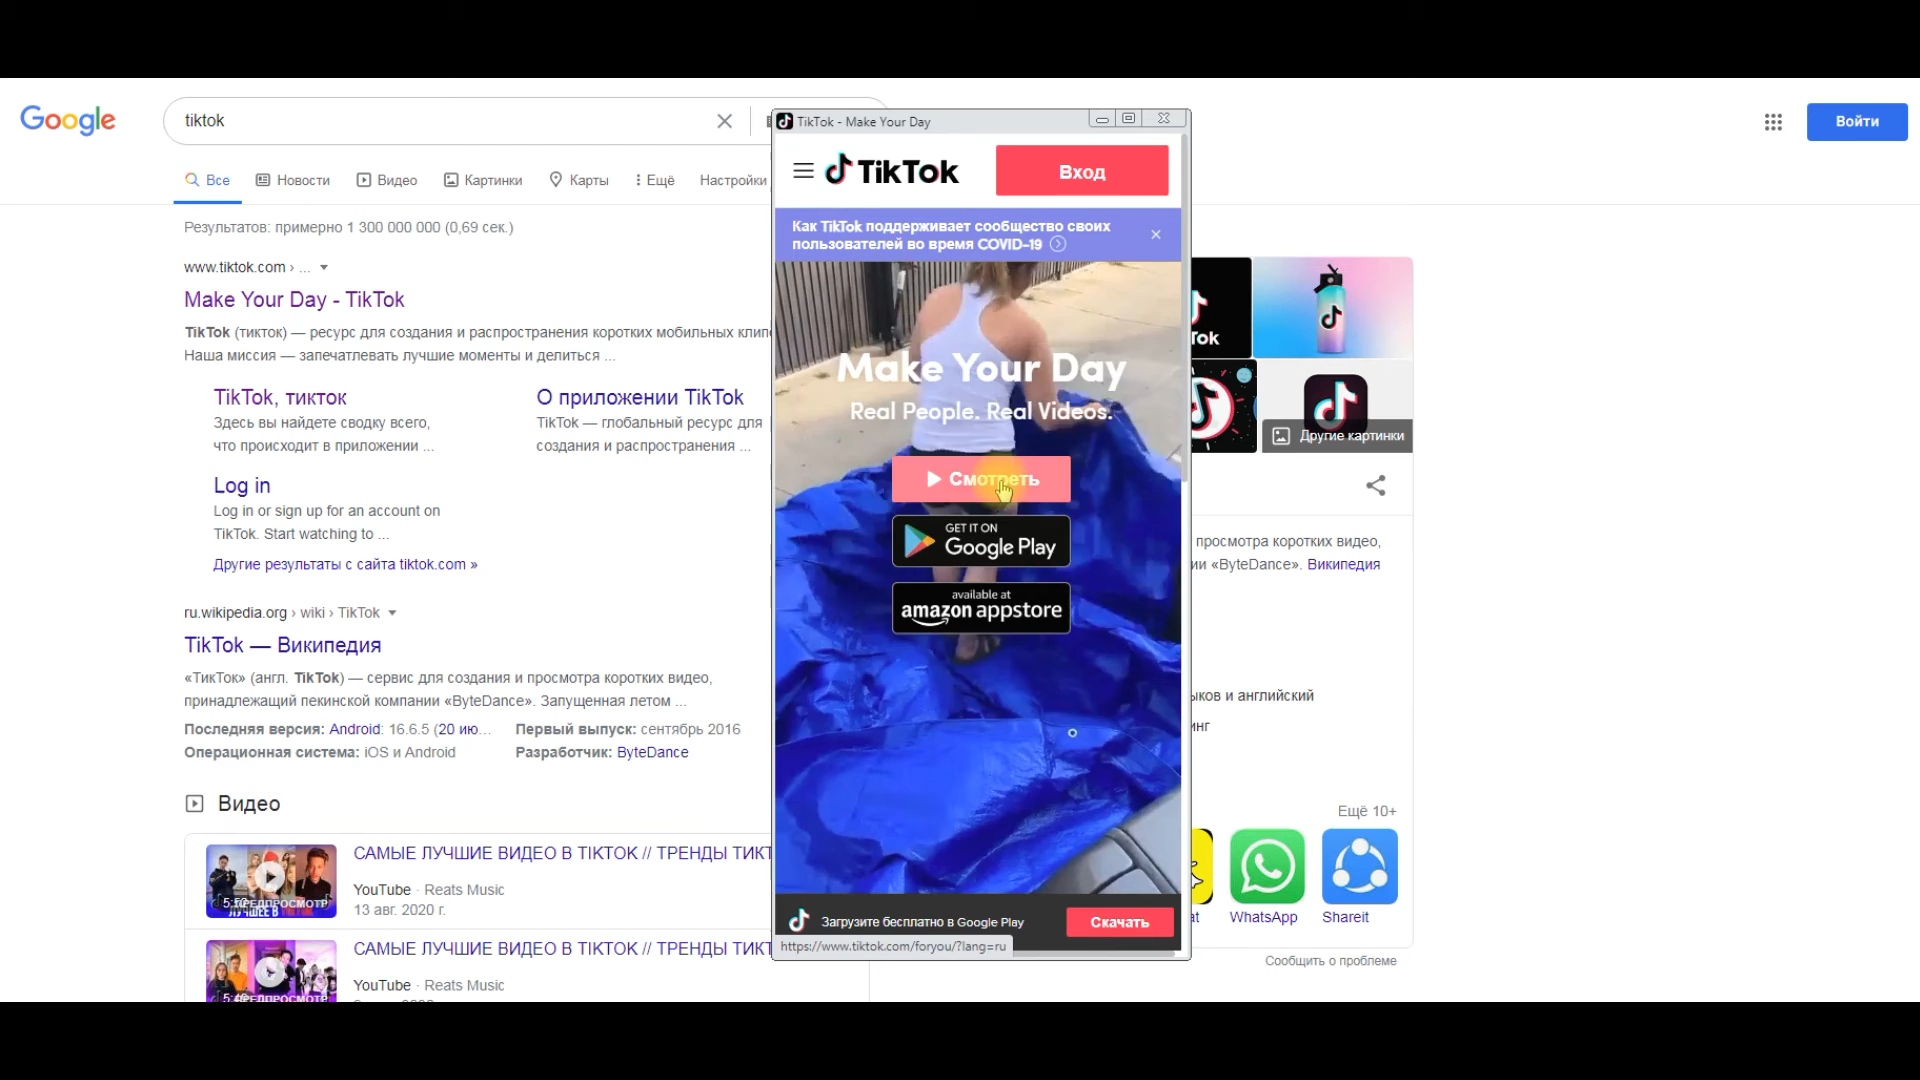 Google
tiktok
Войти
Все
Новости
Видео
Картинки
Карты
Ещё
Настройки
Результатов: примерно 1 300 000 000 (0,69 сек.)
www.tiktok.com › ...
Make Your Day - TikTok
TikTok (тикток) — ресурс для создания и распространения коротких мобильных
Наша миссия — запечатлевать лучшие моменты и делиться ...
TikTok, тикток
Здесь вы найдете сводку всего,
что происходит в приложении ...
О приложении TikTok
TikTok — глобальный ресурс для
создания и распространения ...
Log in
Log in or sign up for an account on
TikTok. Start watching to ...
Другие результаты с сайта tiktok.com »
ru.wikipedia.org › wiki › TikTok
TikTok — Википедия
«ТикТок» (англ. TikTok) — сервис для создания и просмотра коротких видео,
принадлежащий пекинской компании «ByteDance». Запущенная летом ...
Последняя версия: Android: 16.6.5 (20 ию...
Первый выпуск: сентябрь 2016
Операционная система: iOS и Android
Разработчик: ByteDance
Видео
САМЫЕ ЛУЧШИЕ ВИДЕО В TIKTOK // ТРЕНДЫ ТИКТ
YouTube · Reats Music
13 авг. 2020 г.
ПРЕДПРОСМОТР
САМЫЕ ЛУЧШИЕ ВИДЕО В TIKTOK // ТРЕНДЫ ТИКТ
YouTube · Reats Music
ПРЕДПРОСМОТР
TikTok - Make Your Day
TikTok
Вход
Как TikTok поддерживает сообщество своих
пользователей во время COVID-19
Make Your Day
Real People. Real Videos.
Смотреть
GET IT ON
Google Play
available at
amazon appstore
Загрузите бесплатно в Google Play
Скачать
https://www.tiktok.com/foryou/?lang=ru
Tok
Другие картинки
просмотра коротких видео,
ии «ByteDance». Википедия
ыков и английский
инг
Ещё 10+
at
WhatsApp
Shareit
Сообщить о проблеме